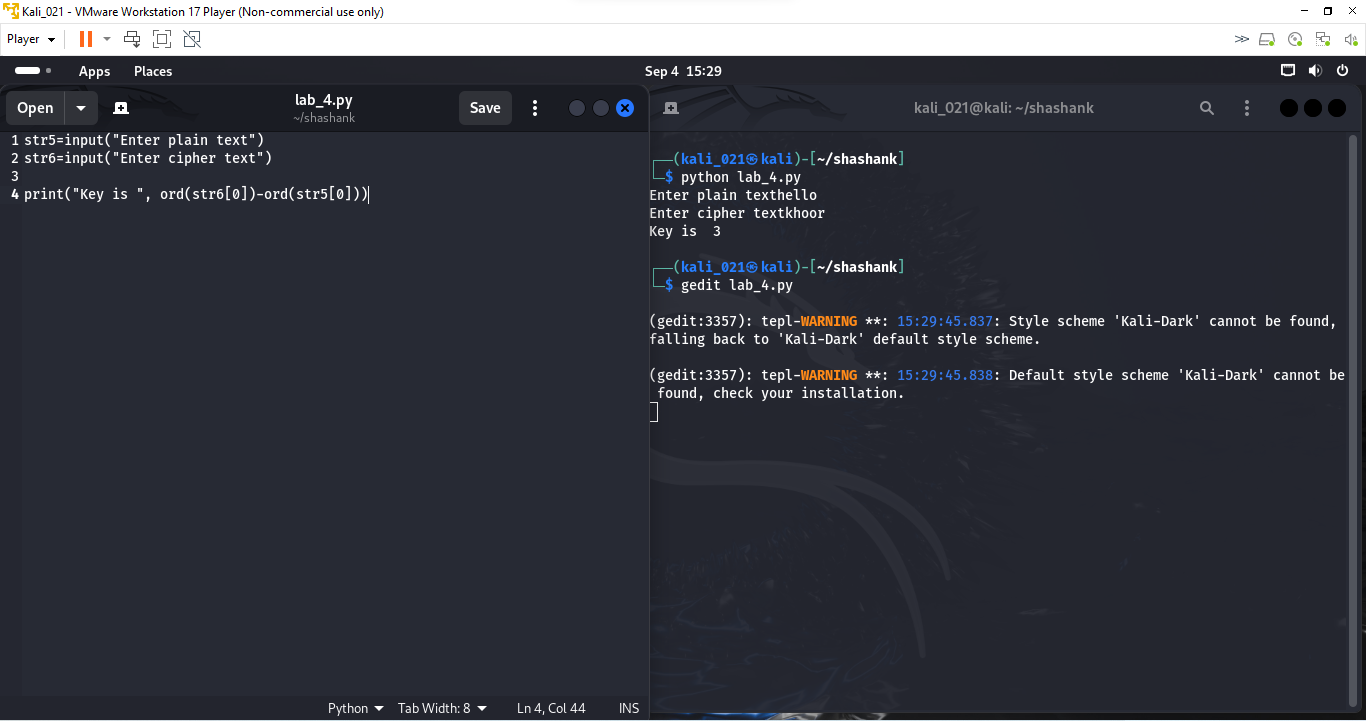 Kali_021 - VMware Workstation 17 Player (Non-commercial use only)
Player
Apps Places Sep 4 15:29
Open lab_4.py Save
~/shashank
1 str5=input("Enter plain text")
2 str6=input("Enter cipher text")
3
4 print("Key is ", ord(str6[0])-ord(str5[0]))
Python Tab Width: 8 Ln 4, Col 44 INS
kali_021@kali: ~/shashank
(kali_021㉿kali)-[~/shashank]
$ python lab_4.py
Enter plain texthello
Enter cipher textkhoor
Key is  3
(kali_021㉿kali)-[~/shashank]
$ gedit lab_4.py
(gedit:3357): tepl-WARNING **: 15:29:45.837: Style scheme 'Kali-Dark' cannot be found,
falling back to 'Kali-Dark' default style scheme.
(gedit:3357): tepl-WARNING **: 15:29:45.838: Default style scheme 'Kali-Dark' cannot be
found, check your installation.